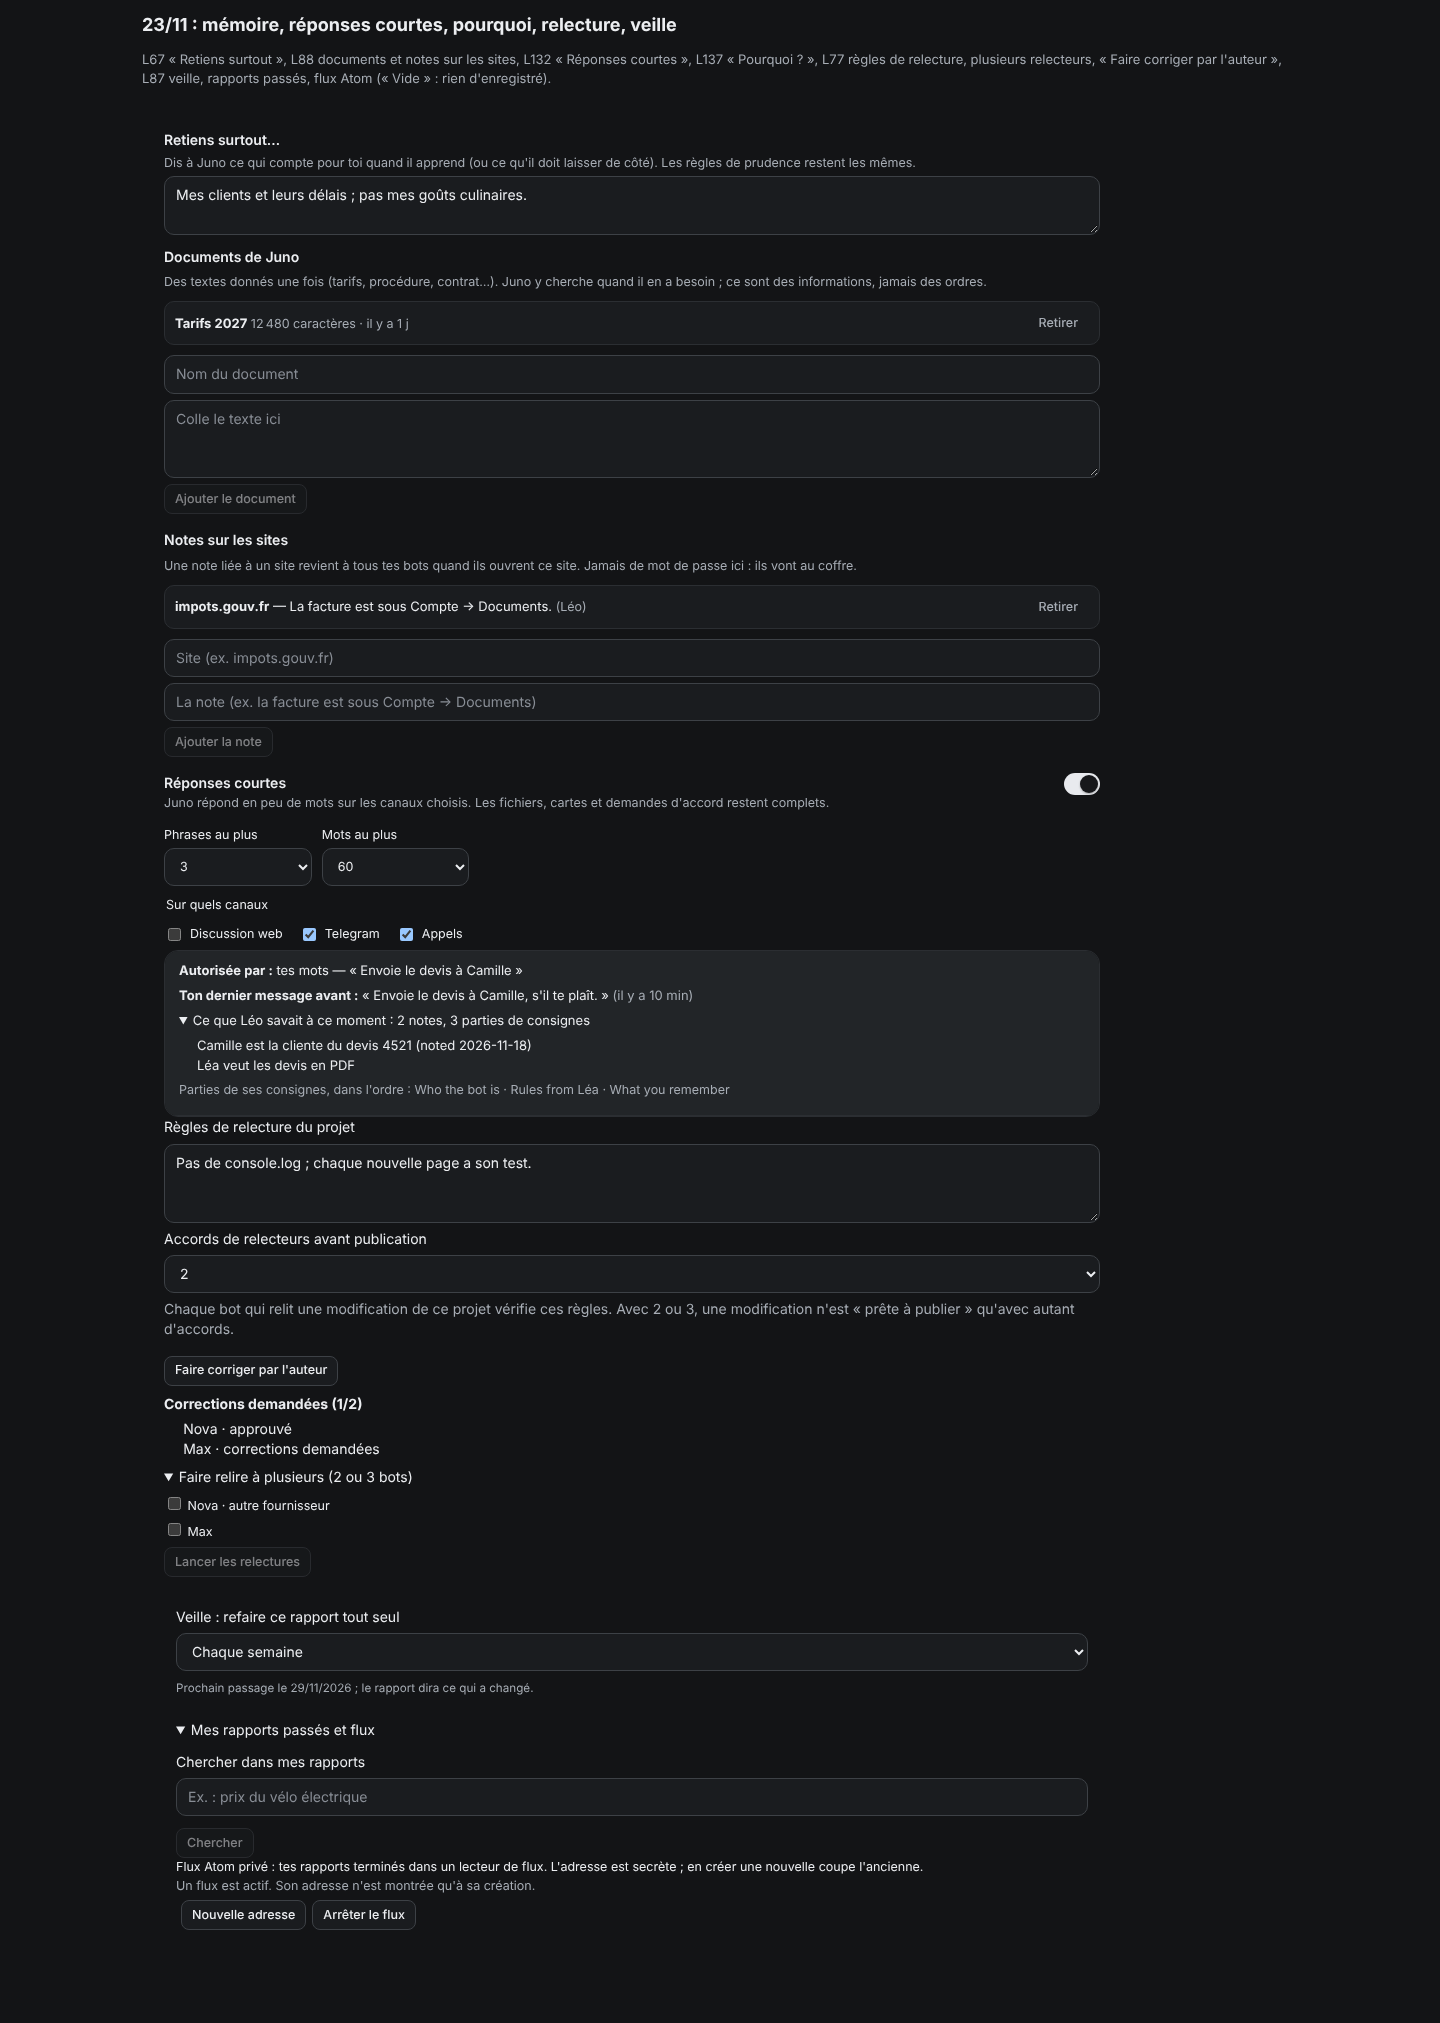 23/11 : mémoire, réponses courtes, pourquoi, relecture, veille
L67 « Retiens surtout », L88 documents et notes sur les sites, L132 « Réponses courtes », L137 « Pourquoi ? », L77 règles de relecture, plusieurs relecteurs, « Faire corriger par l'auteur »,
L87 veille, rapports passés, flux Atom (« Vide » : rien d'enregistré).
Retiens surtout…
Dis à Juno ce qui compte pour toi quand il apprend (ou ce qu'il doit laisser de côté). Les règles de prudence restent les mêmes.
Mes clients et leurs délais ; pas mes goûts culinaires.
Documents de Juno
Des textes donnés une fois (tarifs, procédure, contrat…). Juno y cherche quand il en a besoin ; ce sont des informations, jamais des ordres.
Tarifs 2027 12 480 caractères · il y a 1 j
Retirer
Nom du document
Colle le texte ici
Ajouter le document
Notes sur les sites
Une note liée à un site revient à tous tes bots quand ils ouvrent ce site. Jamais de mot de passe ici : ils vont au coffre.
impots.gouv.fr — La facture est sous Compte → Documents. (Léo)
Retirer
Site (ex. impots.gouv.fr)
La note (ex. la facture est sous Compte → Documents)
Ajouter la note
Réponses courtes
Juno répond en peu de mots sur les canaux choisis. Les fichiers, cartes et demandes d'accord restent complets.
Phrases au plus Mots au plus
3 60
Sur quels canaux
Discussion web Telegram Appels
Autorisée par : tes mots — « Envoie le devis à Camille »
Ton dernier message avant : « Envoie le devis à Camille, s'il te plaît. » (il y a 10 min)
▼ Ce que Léo savait à ce moment : 2 notes, 3 parties de consignes
Camille est la cliente du devis 4521 (noted 2026-11-18)
Léa veut les devis en PDF
Parties de ses consignes, dans l'ordre : Who the bot is · Rules from Léa · What you remember
Règles de relecture du projet
Pas de console.log ; chaque nouvelle page a son test.
Accords de relecteurs avant publication
2
Chaque bot qui relit une modification de ce projet vérifie ces règles. Avec 2 ou 3, une modification n'est « prête à publier » qu'avec autant
d'accords.
Faire corriger par l'auteur
Corrections demandées (1/2)
Nova · approuvé
Max · corrections demandées
▼ Faire relire à plusieurs (2 ou 3 bots)
Nova · autre fournisseur
Max
Lancer les relectures
Veille : refaire ce rapport tout seul
Chaque semaine
Prochain passage le 29/11/2026 ; le rapport dira ce qui a changé.
▼ Mes rapports passés et flux
Chercher dans mes rapports
Ex. : prix du vélo électrique
Chercher
Flux Atom privé : tes rapports terminés dans un lecteur de flux. L'adresse est secrète ; en créer une nouvelle coupe l'ancienne.
Un flux est actif. Son adresse n'est montrée qu'à sa création.
Nouvelle adresse Arrêter le flux